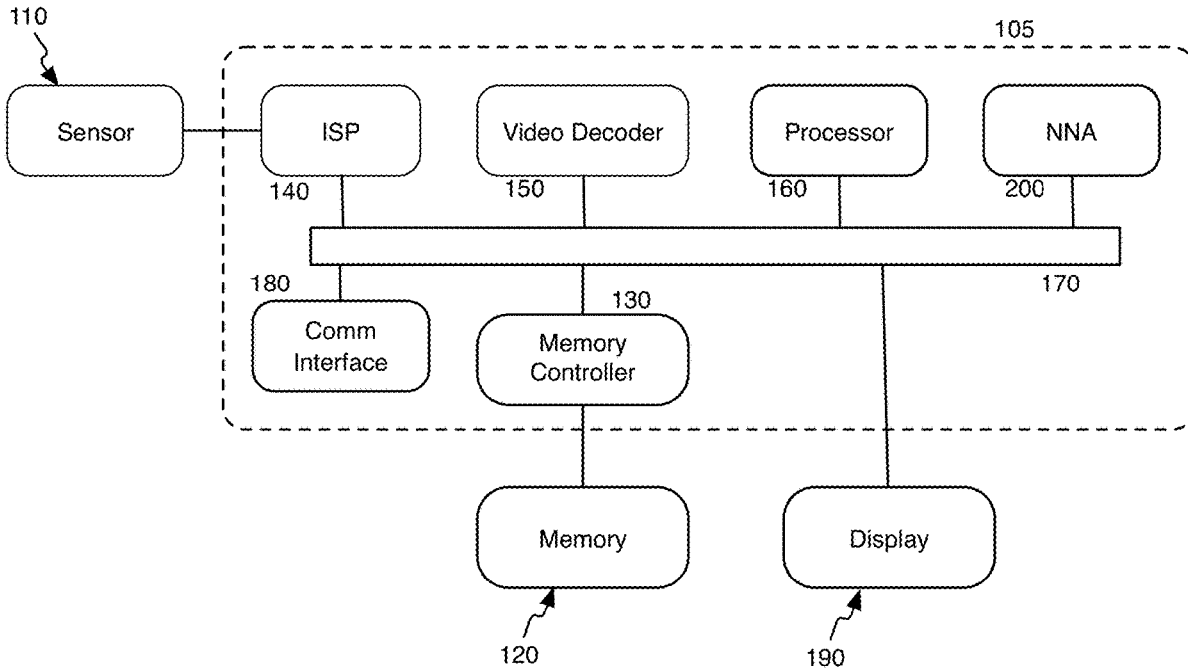 110
105
Sensor
ISP
Video Decoder
Processor
NNA
140
150
160
200
180
130
170
Comm
Interface
Memory
Controller
Memory
Display
120
190